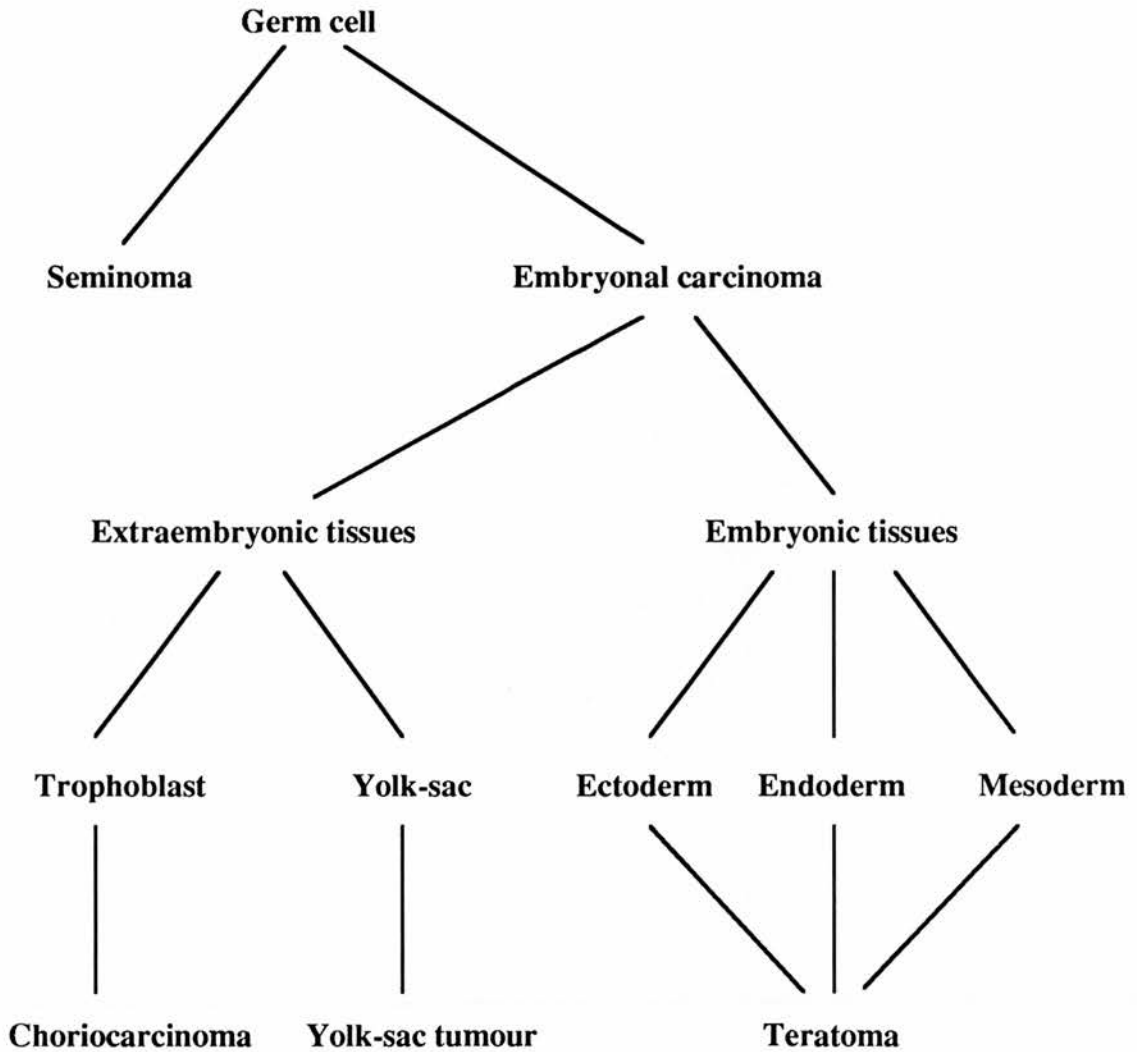 Germ cell
Seminoma
Embryonal carcinoma
Extraembryonic tissues
Embryonic tissues
Trophoblast
Yolk-sac
Ectoderm
Endoderm
Mesoderm
Choriocarcinoma
Yolk-sac tumour
Teratoma